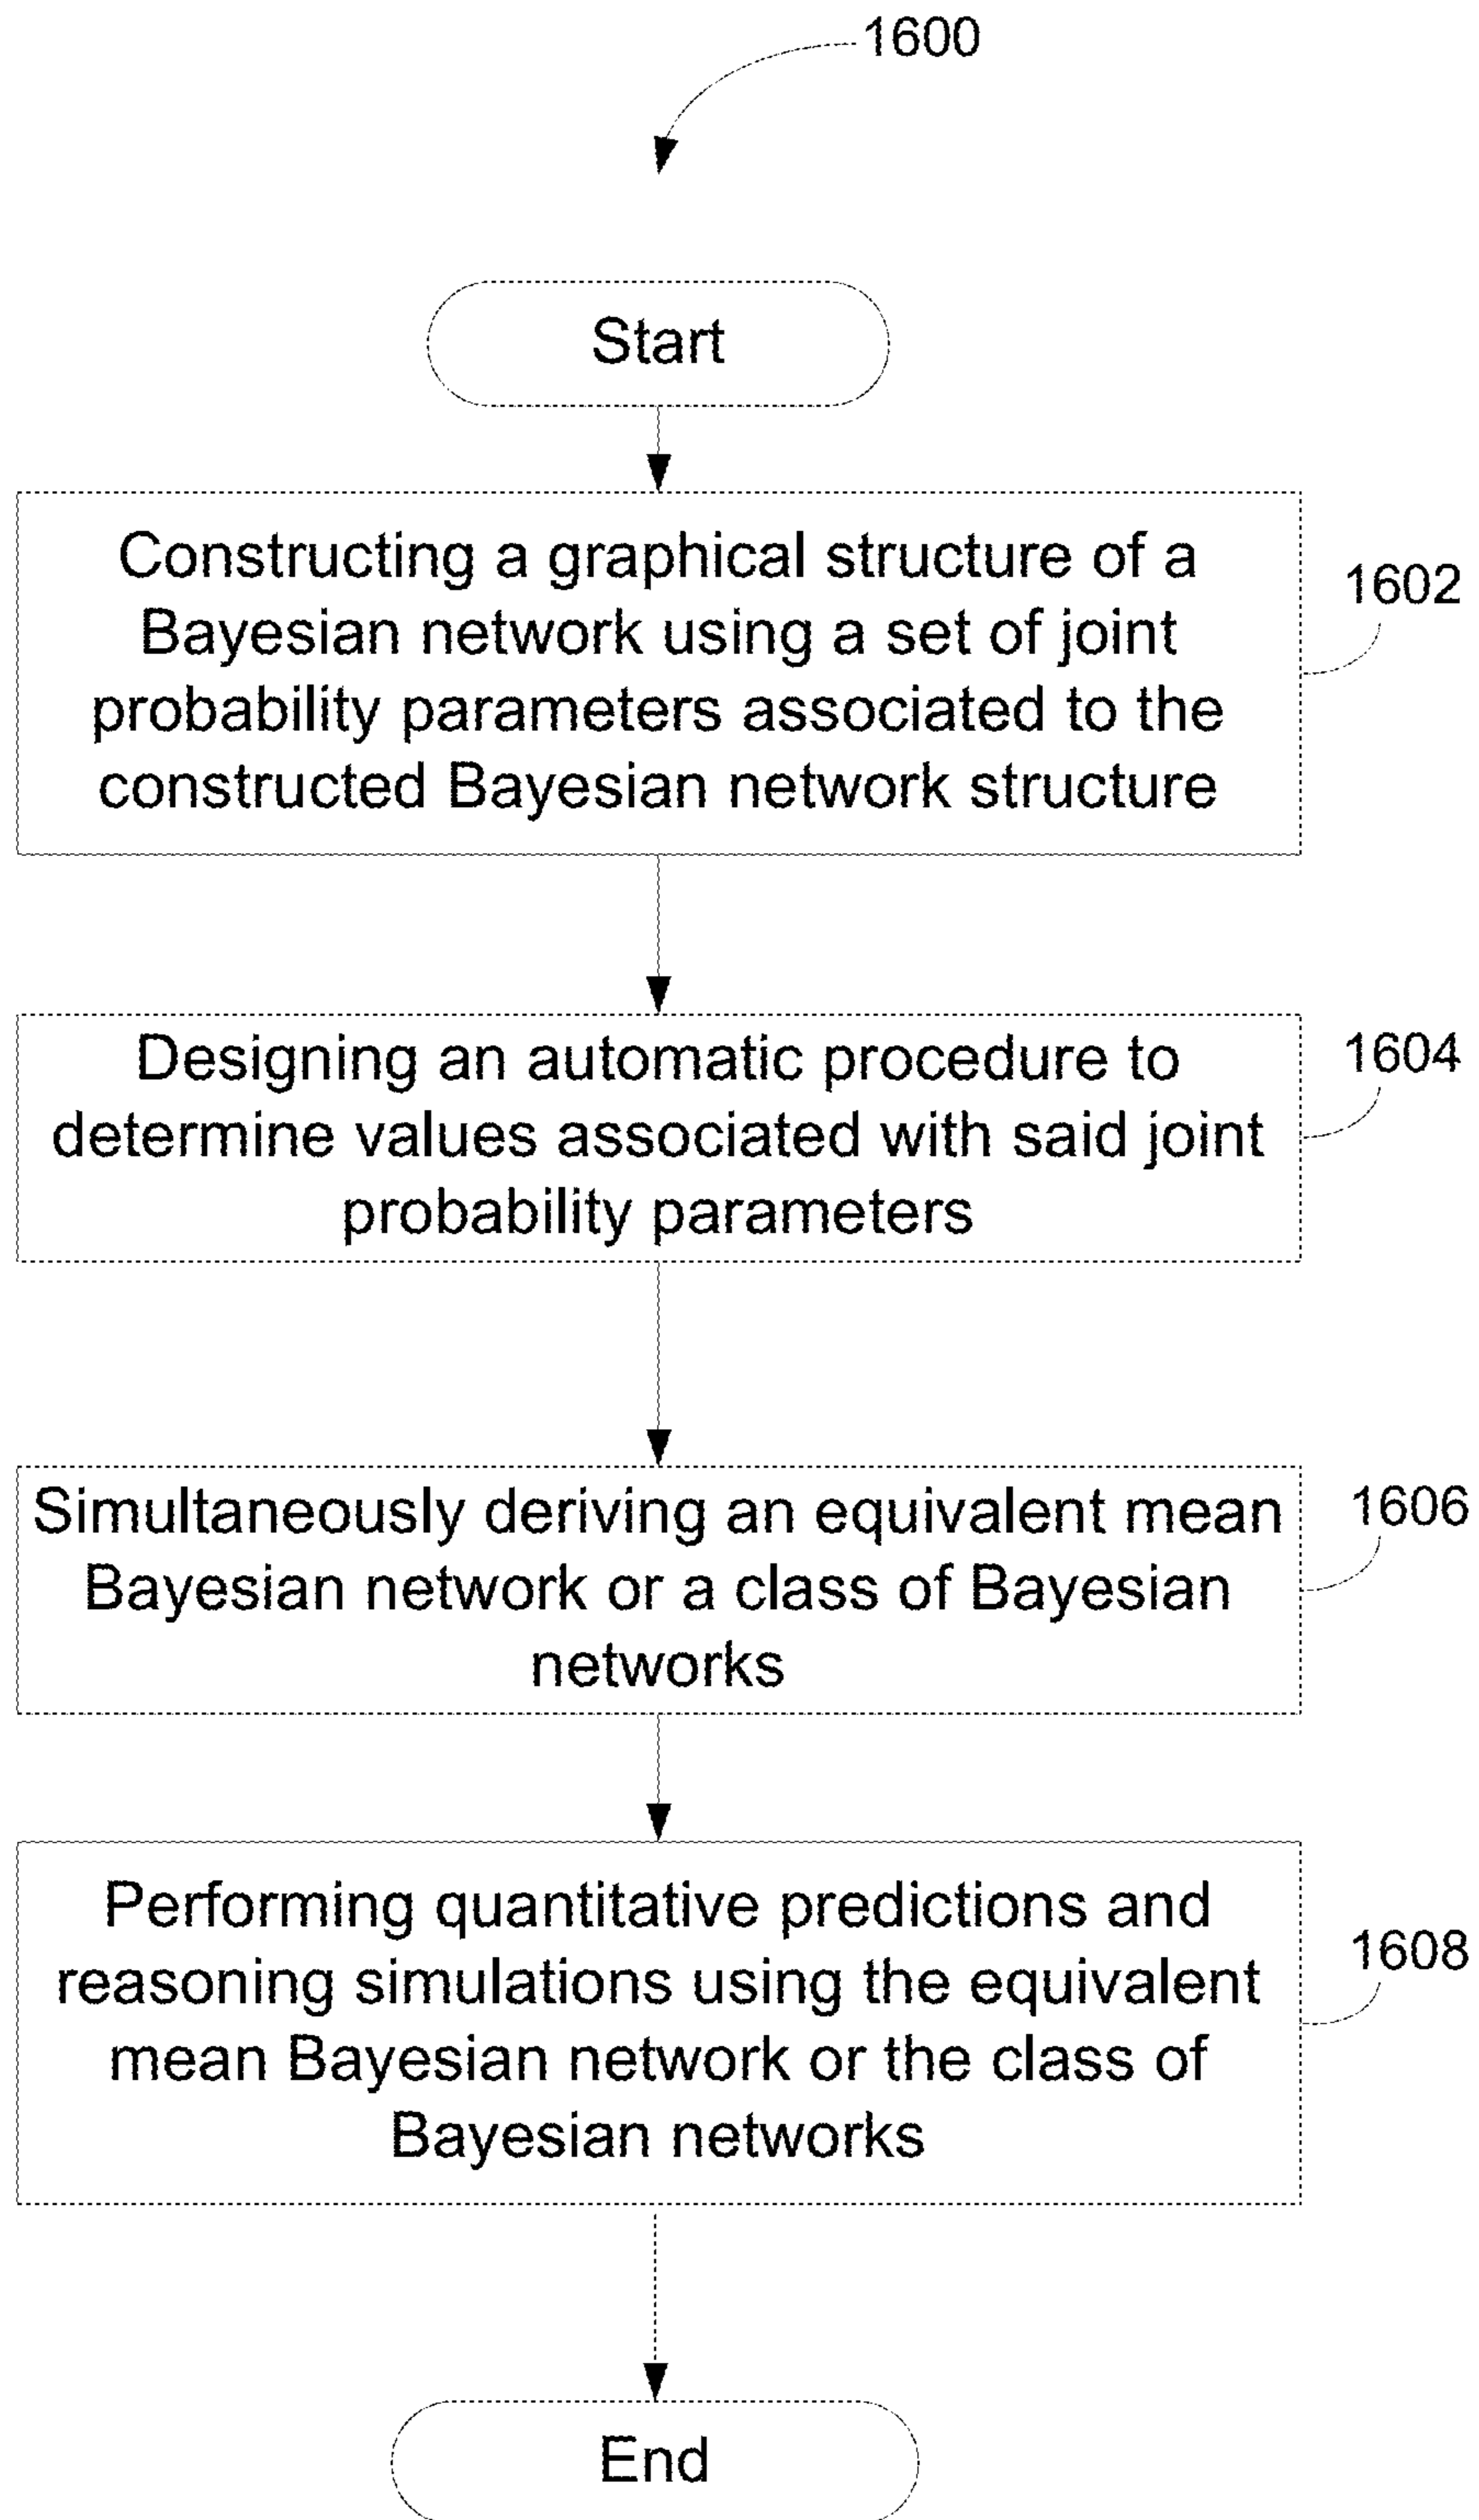 1600
Start
Constructing a graphical structure of a
Bayesian network using a set of joint
probability parameters associated to the
constructed Bayesian network structure
1602
Designing an automatic procedure to
determine values associated with said joint
probability parameters
1604
Simultaneously deriving an equivalent mean
Bayesian network or a class of Bayesian
networks
1606
Performing quantitative predictions and
reasoning simulations using the equivalent
mean Bayesian network or the class of
Bayesian networks
1608
End